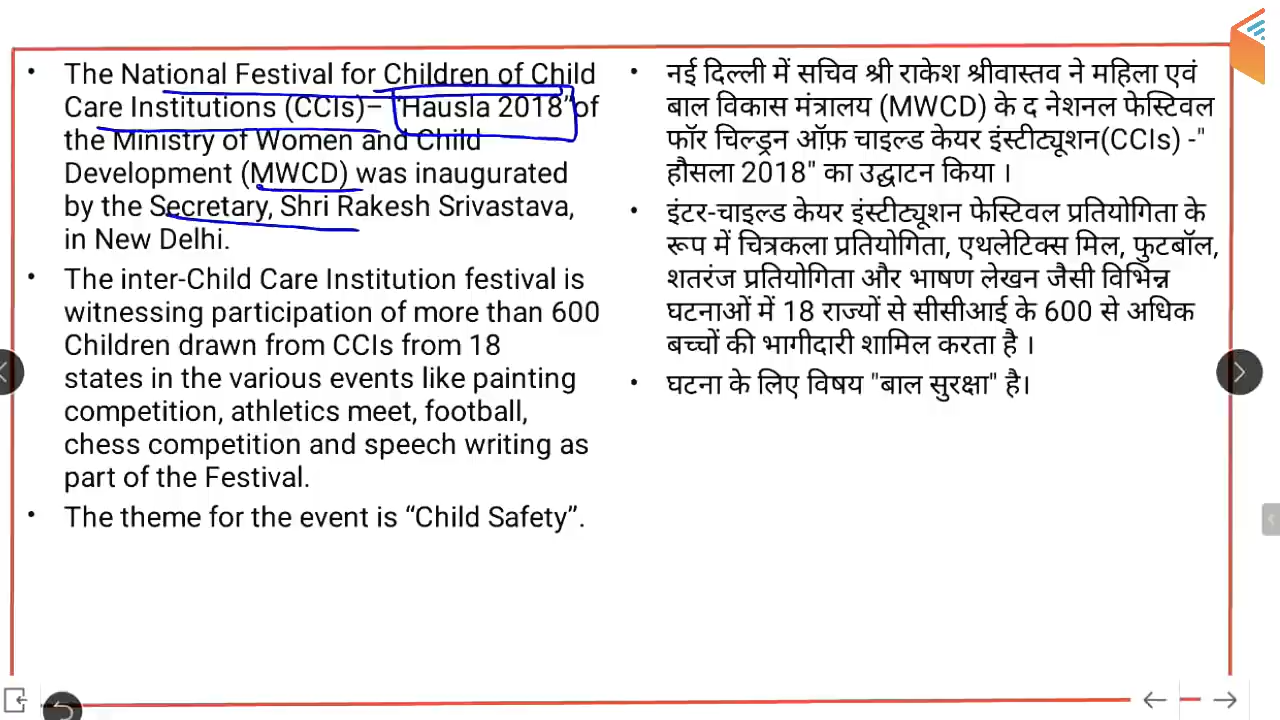 • The National Festival for Children of Child
Care Institutions (CCIs)– "Hausla 2018" of
the Ministry of Women and Child
Development (MWCD) was inaugurated
by the Secretary, Shri Rakesh Srivastava,
in New Delhi.
• The inter-Child Care Institution festival is
witnessing participation of more than 600
Children drawn from CCIs from 18
states in the various events like painting
competition, athletics meet, football,
chess competition and speech writing as
part of the Festival.
• The theme for the event is “Child Safety”.
• नई दिल्ली में सचिव श्री राकेश श्रीवास्तव ने महिला एवं
बाल विकास मंत्रालय (MWCD) के द नेशनल फेस्टिवल
फॉर चिल्ड्रन ऑफ़ चाइल्ड केयर इंस्टीट्यूशन(CCIs) -"
हौसला 2018" का उद्घाटन किया ।
• इंटर-चाइल्ड केयर इंस्टीट्यूशन फेस्टिवल प्रतियोगिता के
रूप में चित्रकला प्रतियोगिता, एथलेटिक्स मिल, फुटबॉल,
शतरंज प्रतियोगिता और भाषण लेखन जैसी विभिन्न
घटनाओं में 18 राज्यों से सीसीआई के 600 से अधिक
बच्चों की भागीदारी शामिल करता है ।
• घटना के लिए विषय "बाल सुरक्षा" है।